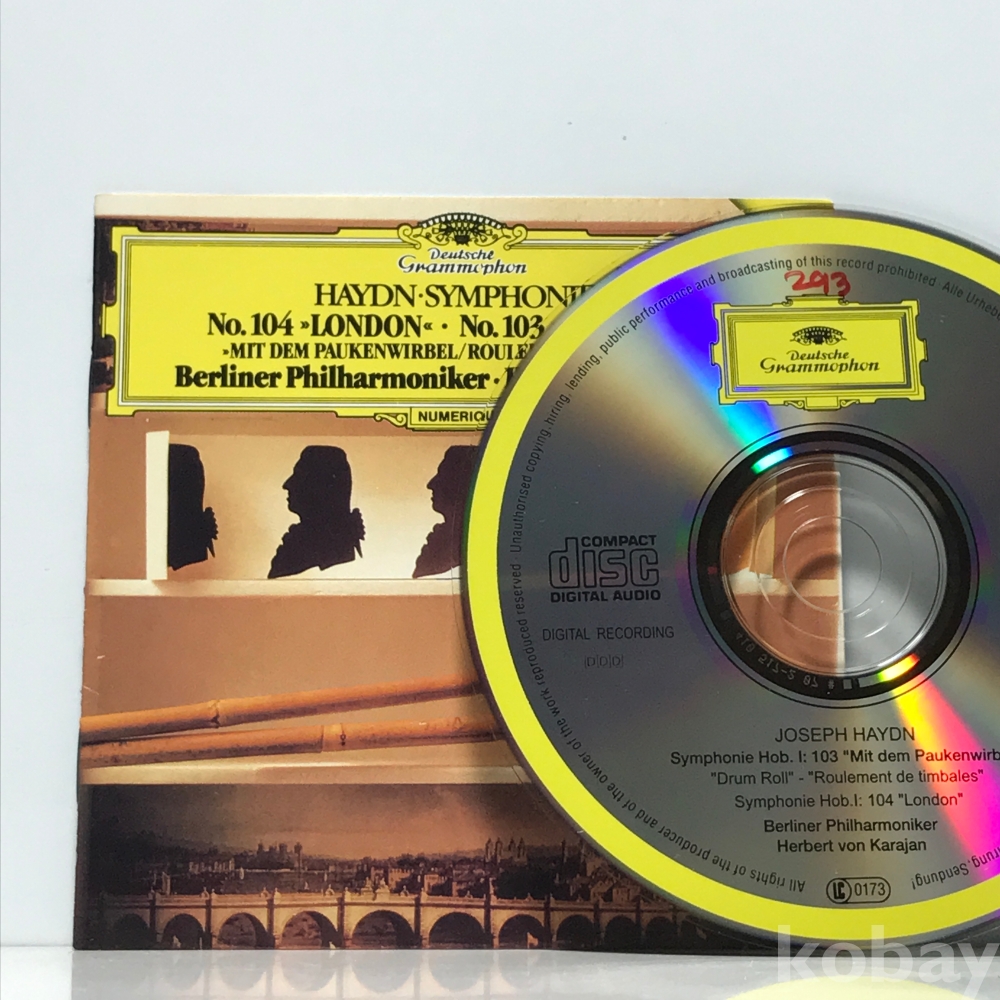 Deutsche
Grammophon
HAYDN·SYMPHONIE
No. 104 »LONDON« · No. 103
»MIT DEM PAUKENWIRBEL/ROULE
Berliner Philharmoniker ·
NUMERIQU
All rights of the producer and of the owner of the work reproduced reserved · Unauthorised copying, hiring, lending, public performance and broadcasting of this record prohibited. Alle Urheb
rung, Sendung!
293
Deutsche
Grammophon
COMPACT
disc
DIGITAL AUDIO
DIGITAL RECORDING
DDD
JOSEPH HAYDN
Symphonie Hob. I: 103 "Mit dem Paukenwirb
"Drum Roll" - "Roulement de timbales"
Symphonie Hob.I: 104 "London"
Berliner Philharmoniker
Herbert von Karajan
LC 0173
kobay